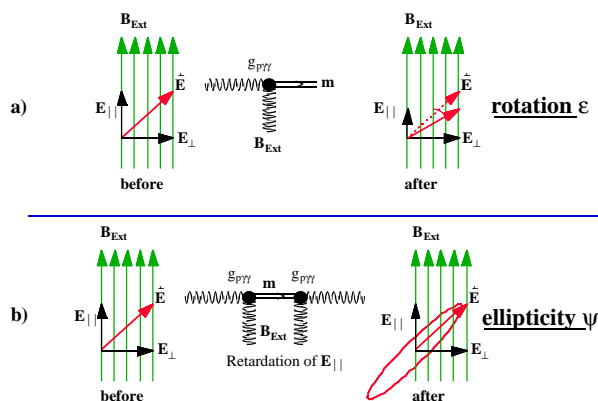 B_Ext
E_||
E
E_⊥
before
a)
g_pγγ
m
B_Ext
B_Ext
E_||
E
E_⊥
after
rotation ε
B_Ext
E_||
E
E_⊥
before
b)
g_pγγ g_pγγ
m
B_Ext
Retardation of E_||
B_Ext
E_||
E
E_⊥
after
ellipticity ψ